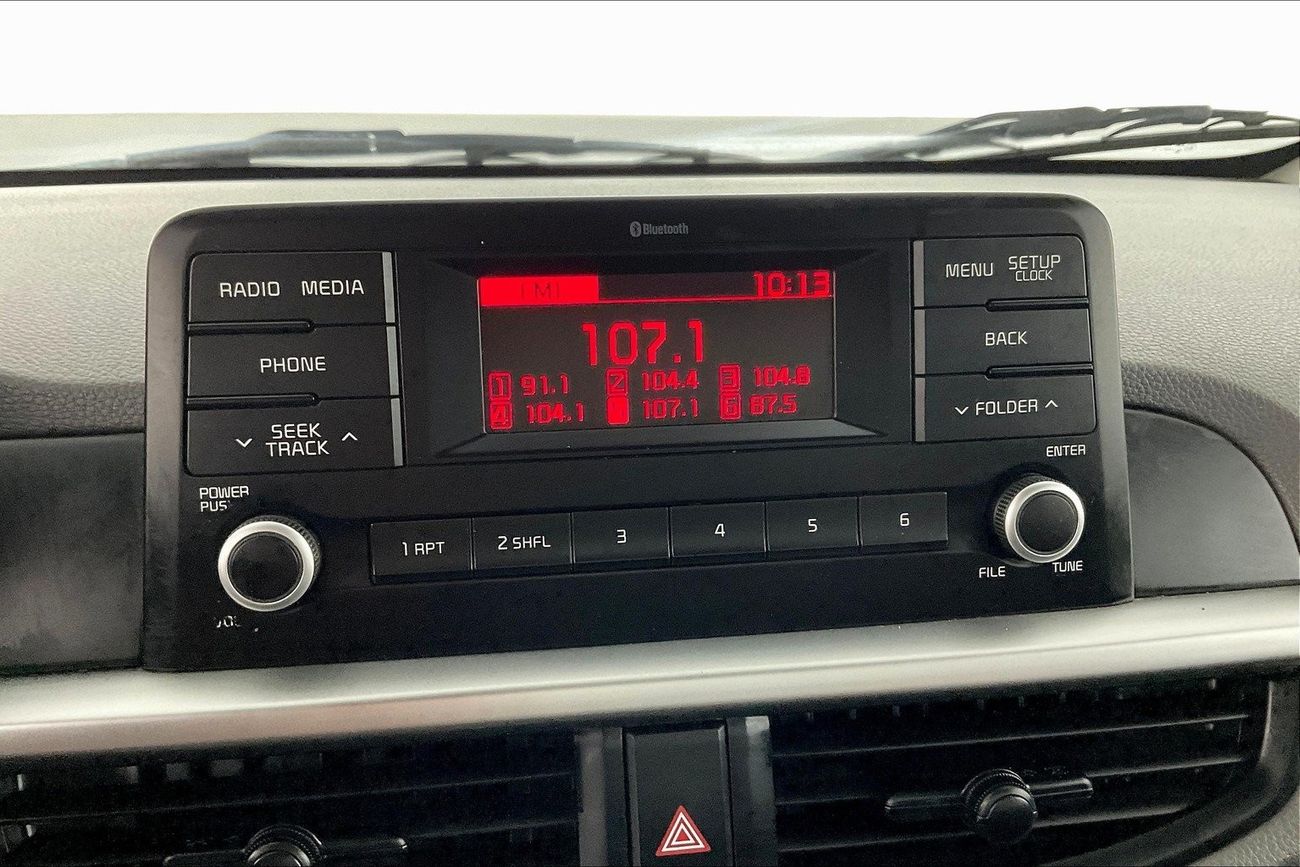 Bluetooth
RADIO MEDIA
PHONE
SEEK
TRACK
10:13
107.1
1 91.1 2 104.4 3 104.8
4 104.1 107.1 6 87.5
MENU SETUP
CLOCK
BACK
FOLDER
ENTER
POWER
1 RPT 2 SHFL 3 4 5 6
FILE TUNE